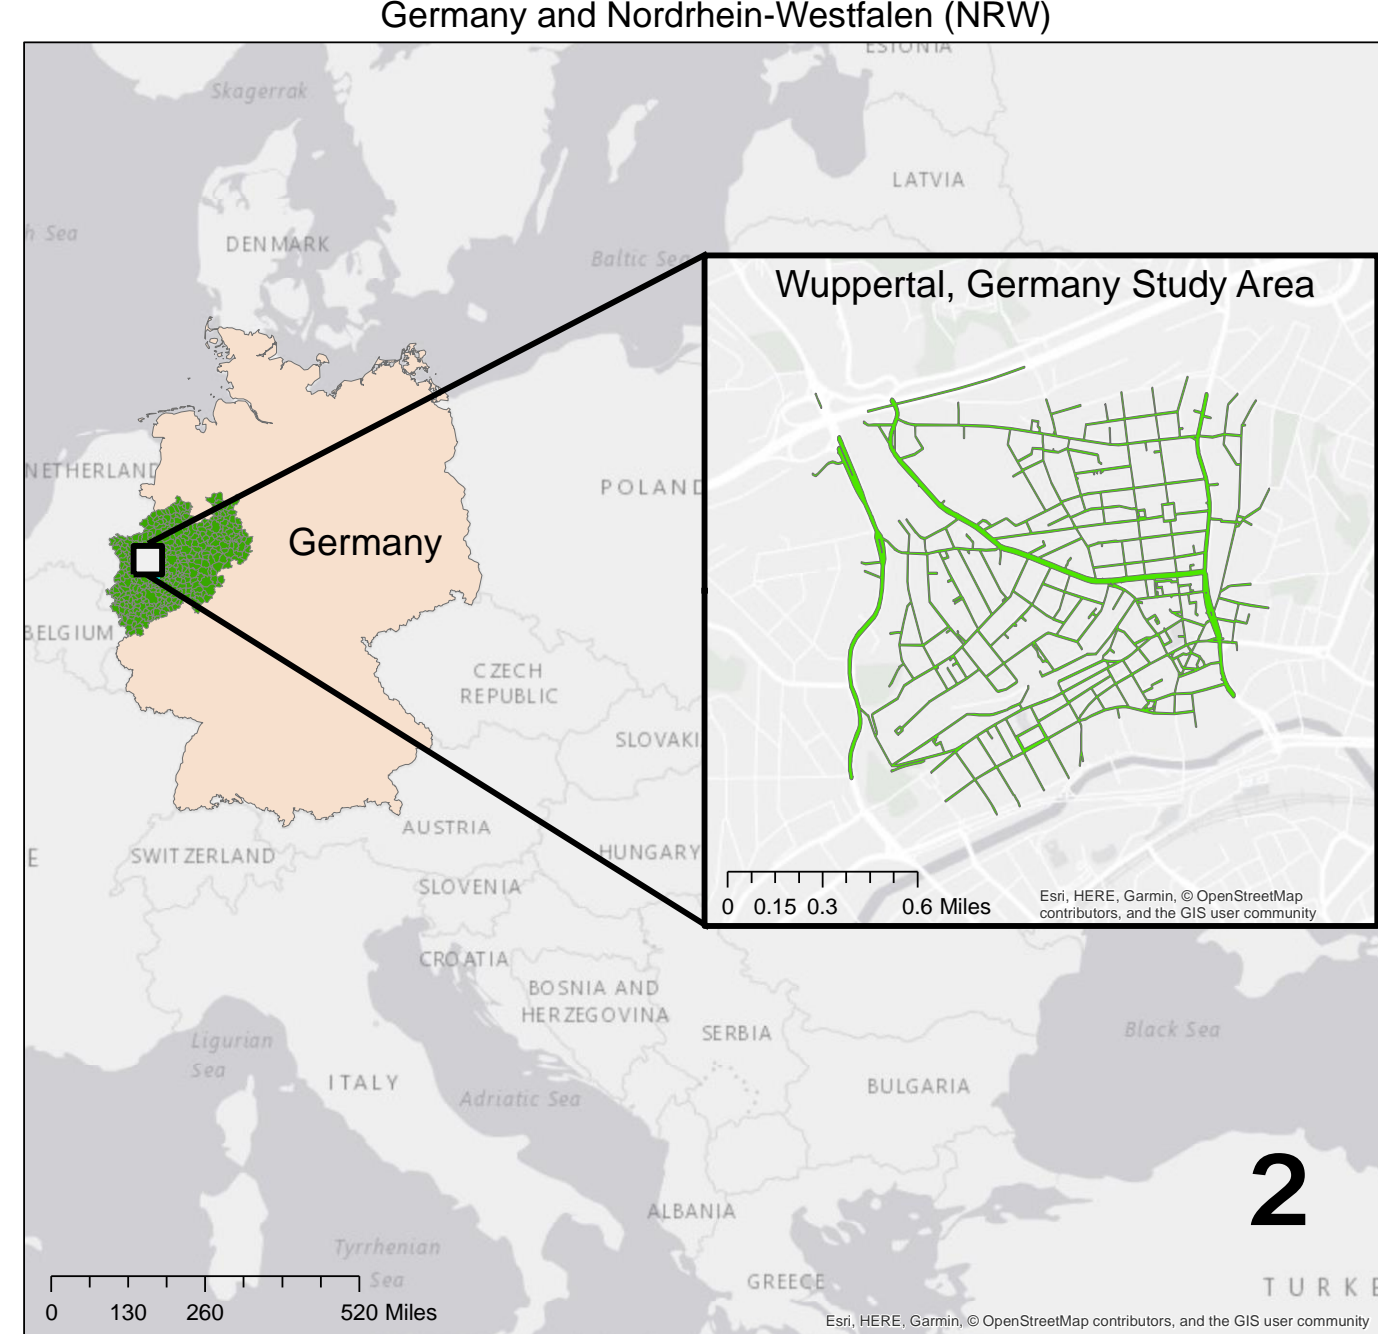 Germany and Nordrhein-Westfalen (NRW)
ESTONIA
Skagerrak
LATVIA
h Sea
DENMARK
Baltic Sea
Wuppertal, Germany Study Area
NETHERLAND
POLAND
Germany
BELGIUM
CZECH
REPUBLIC
SLOVAKI
AUSTRIA
E
SWITZERLAND
HUNGARY
SLOVENIA
0 0.15 0.3 0.6 Miles
Esri, HERE, Garmin, © OpenStreetMap
contributors, and the GIS user community
CROATIA
BOSNIA AND
HERZEGOVINA
SERBIA
Black Sea
Ligurian
Sea
ITALY
Adriatic Sea
BULGARIA
2
ALBANIA
Tyrrhenian
Sea
GREECE
TURKE
0 130 260 520 Miles
Esri, HERE, Garmin, © OpenStreetMap contributors, and the GIS user community